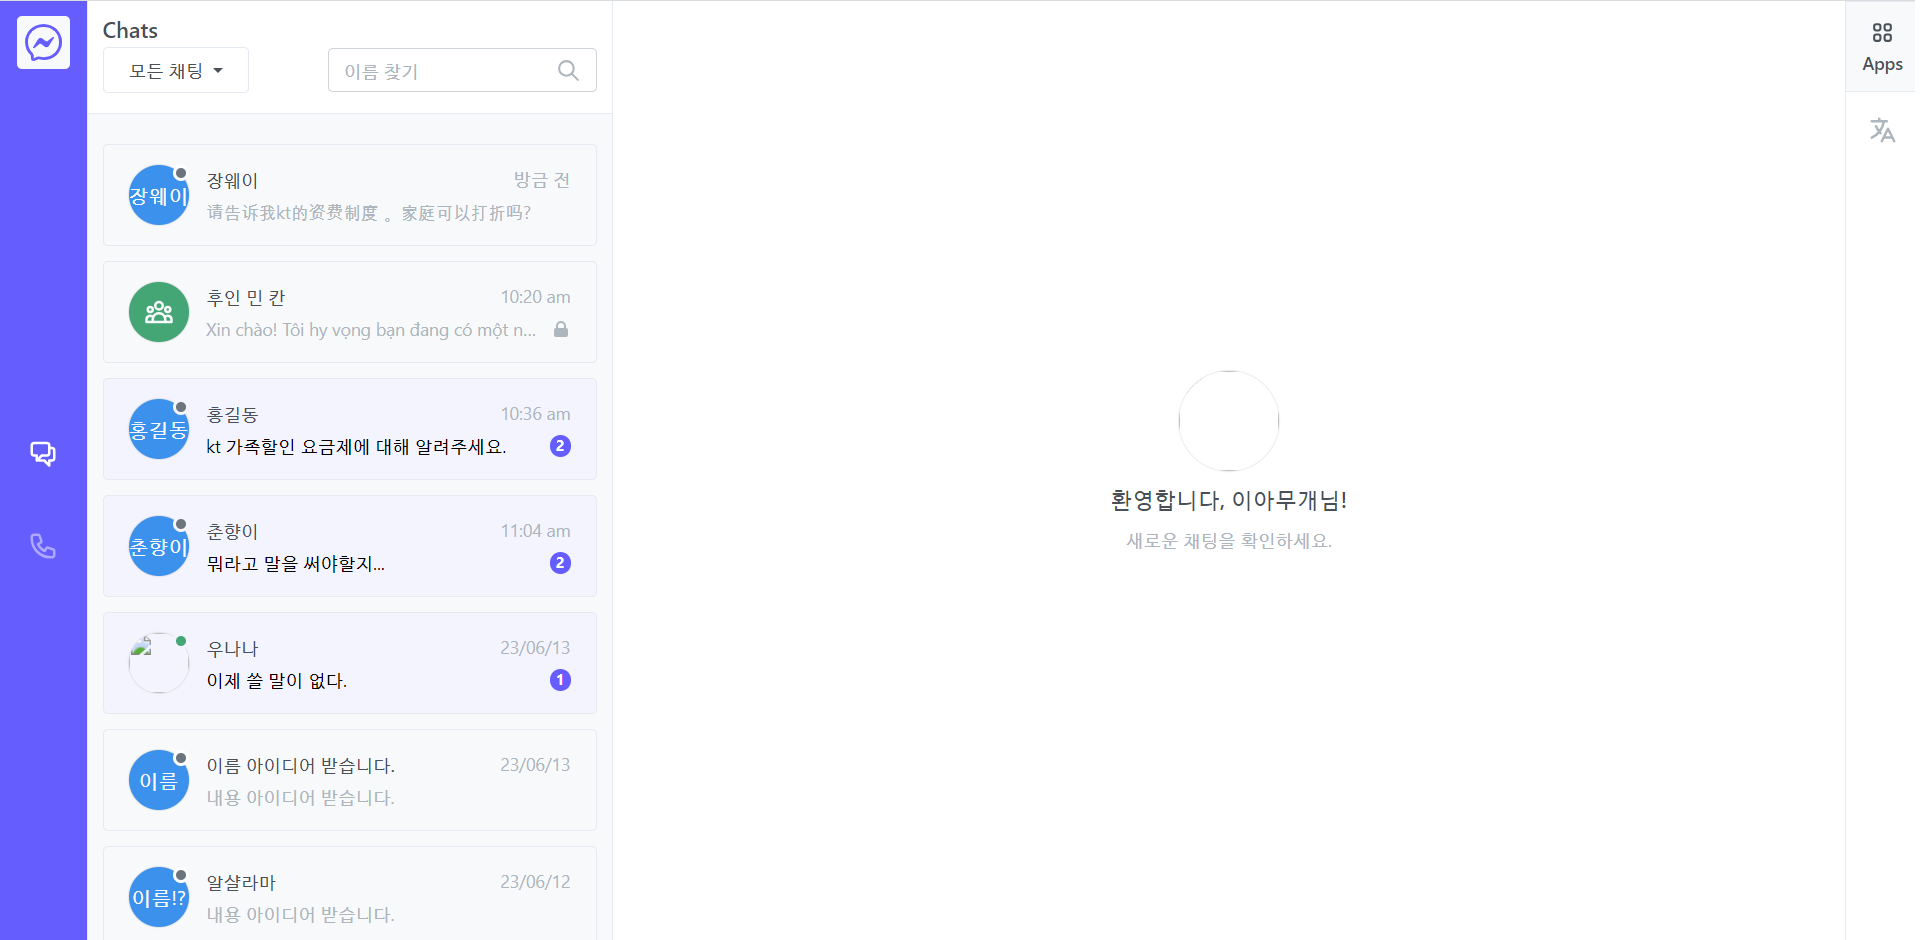 Chats
모든 채팅
이름 찾기
Apps
장웨이
장웨이
방금 전
请告诉我kt的资费制度 。家庭可以打折吗?
후인 민 칸
10:20 am
Xin chào! Tôi hy vọng bạn đang có một n...
홍길동
홍길동
10:36 am
kt 가족할인 요금제에 대해 알려주세요.
2
춘향이
춘향이
11:04 am
뭐라고 말을 써야할지...
2
우나나
23/06/13
이제 쓸 말이 없다.
1
이름
이름 아이디어 받습니다.
23/06/13
내용 아이디어 받습니다.
이름!?
알샬라마
23/06/12
내용 아이디어 받습니다.
환영합니다, 이아무개님!
새로운 채팅을 확인하세요.